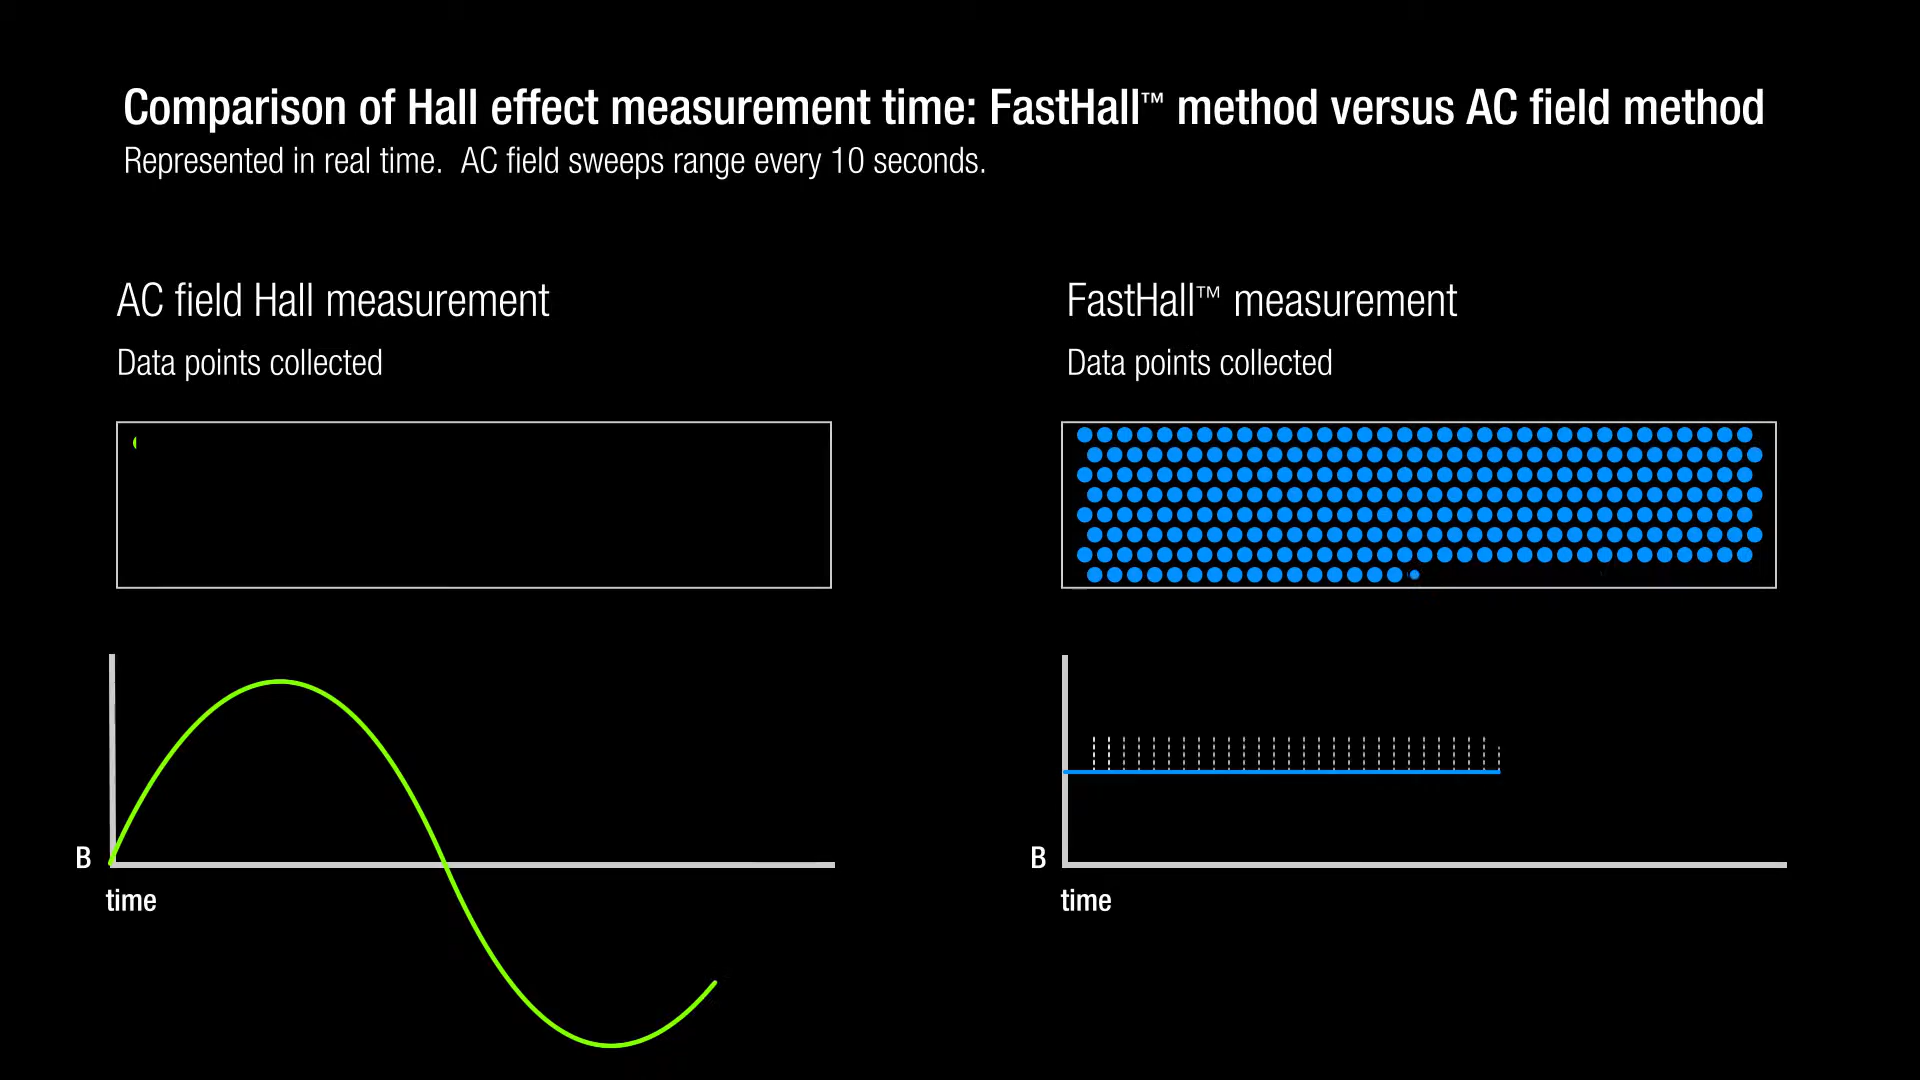 Comparison of Hall effect measurement time: FastHall™ method versus AC field method
Represented in real time.  AC field sweeps range every 10 seconds.
AC field Hall measurement
Data points collected
B
time
FastHall™ measurement
Data points collected
B
time